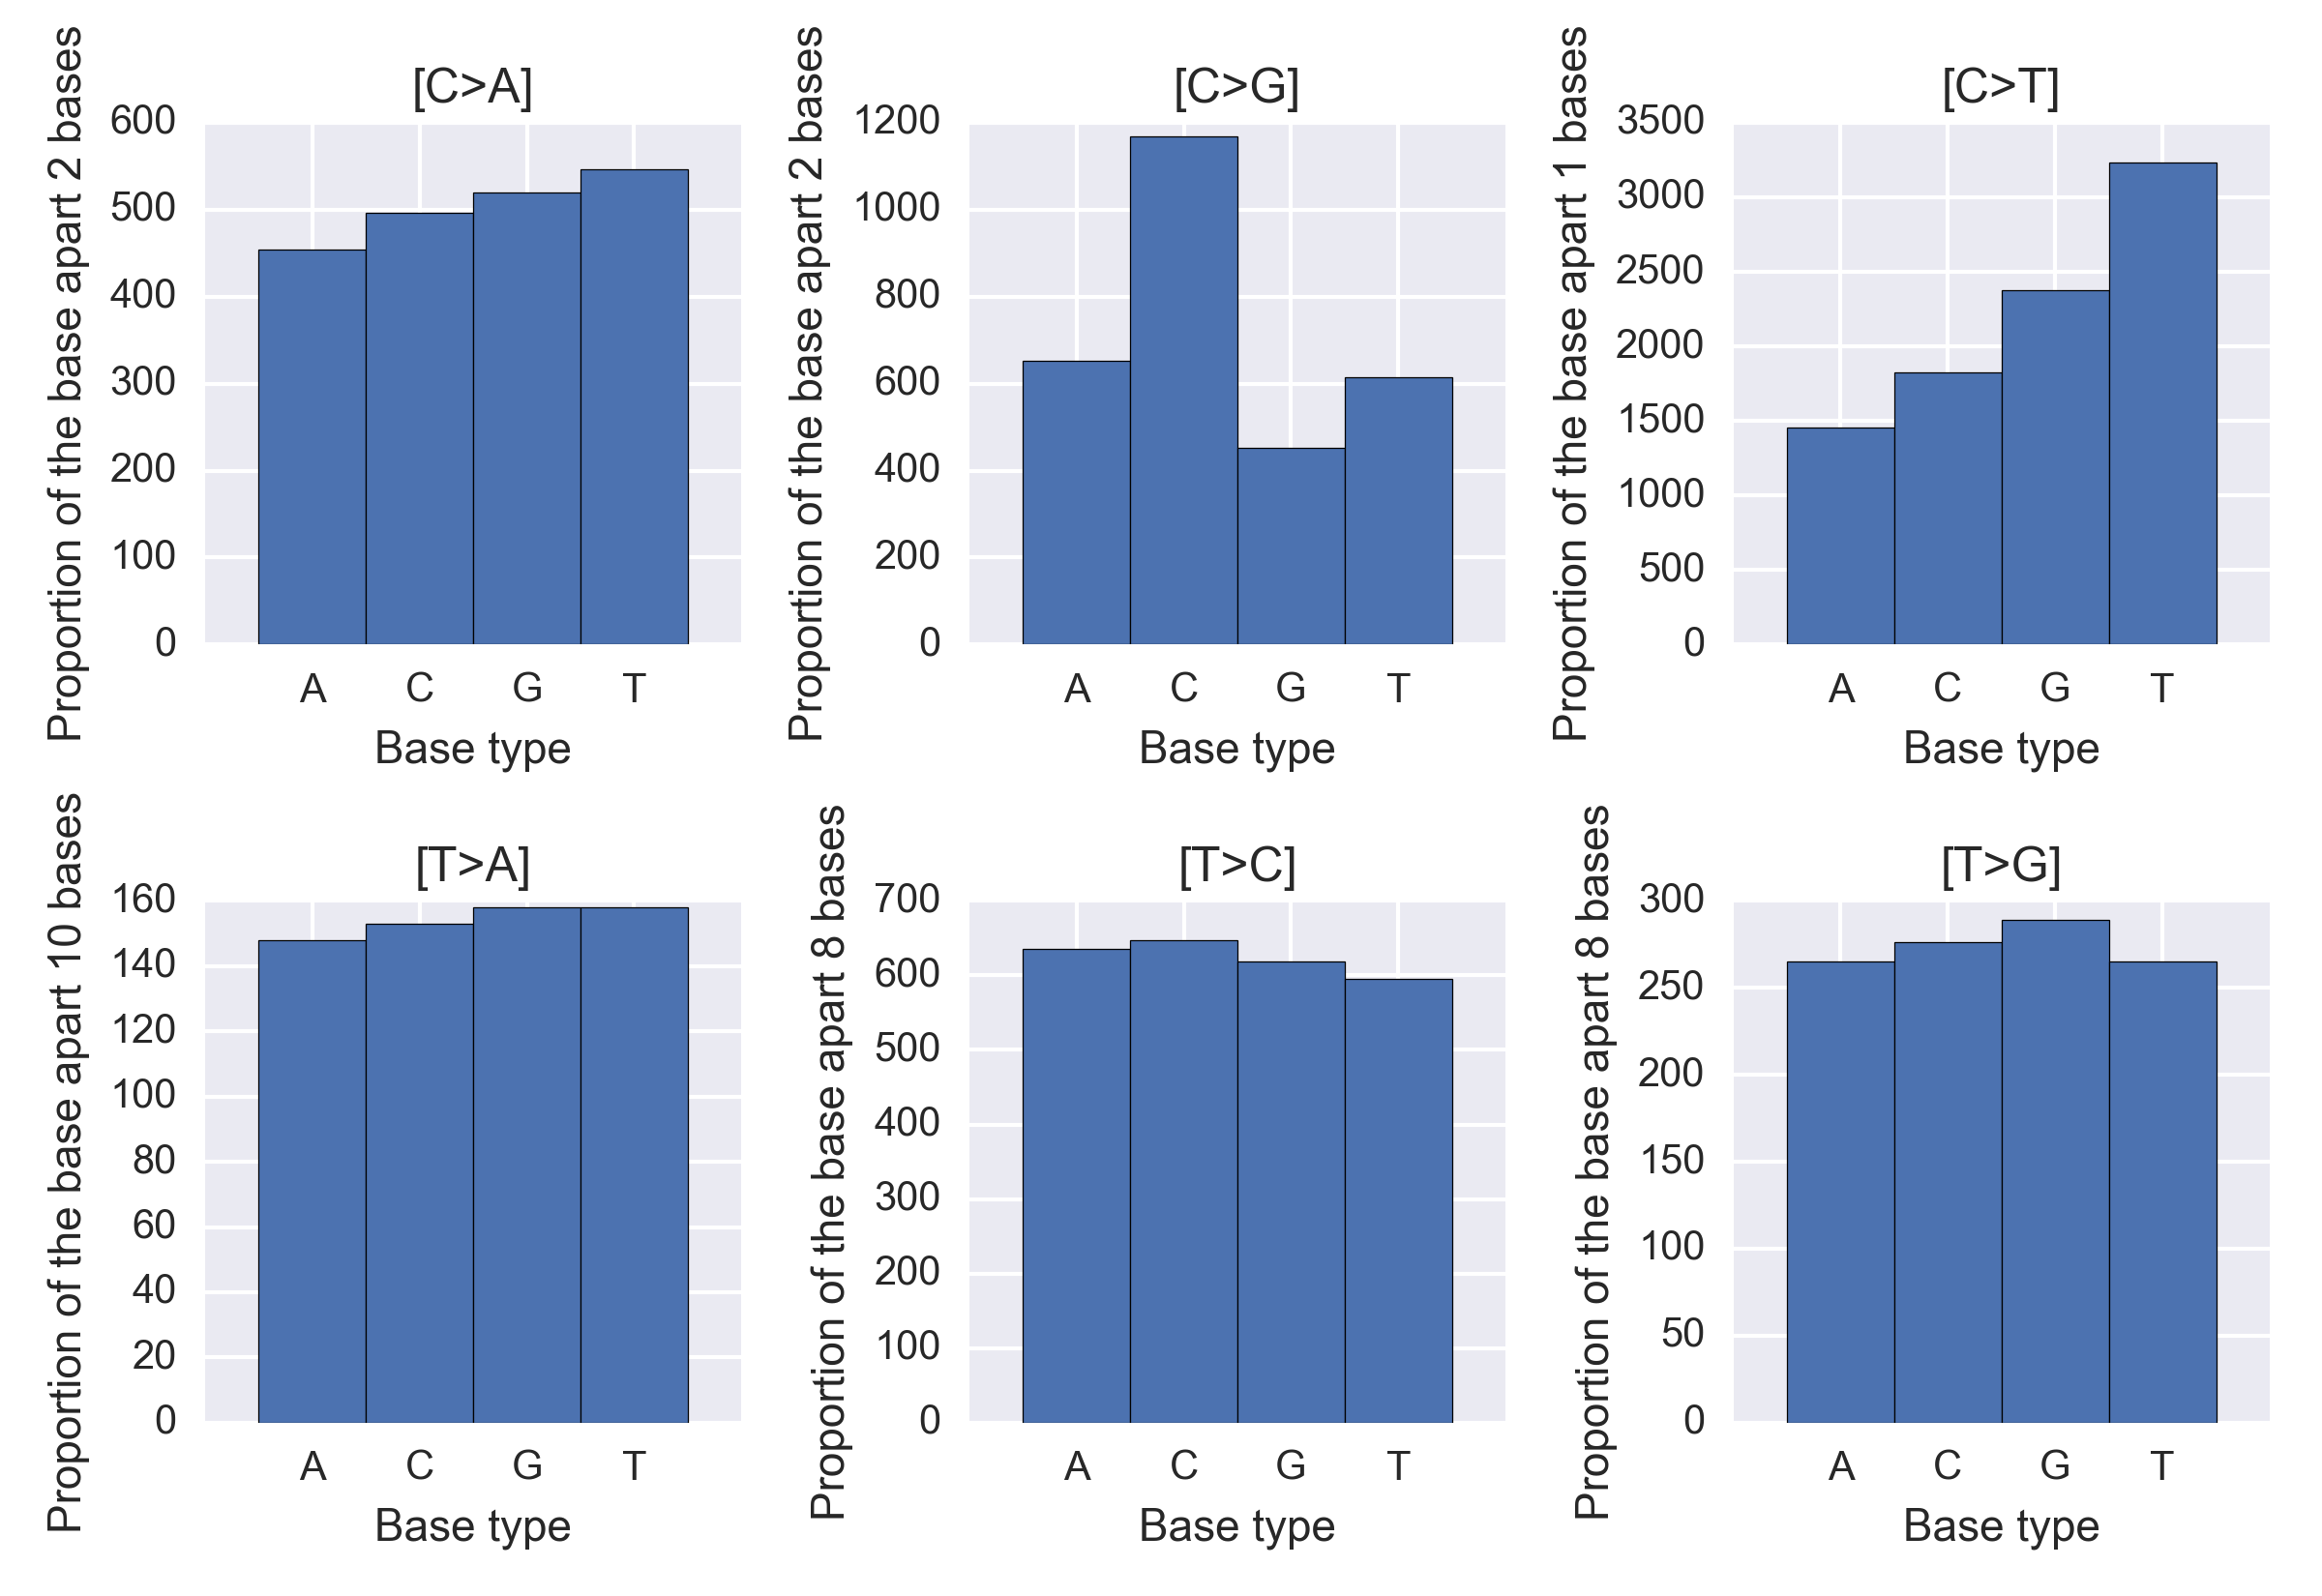 [C>A]
Proportion of the base apart 2 bases
600
500
400
300
200
100
0
A C G T
Base type
[C>G]
Proportion of the base apart 2 bases
1200
1000
800
600
400
200
0
A C G T
Base type
[C>T]
Proportion of the base apart 1 bases
3500
3000
2500
2000
1500
1000
500
0
A C G T
Base type
[T>A]
Proportion of the base apart 10 bases
160
140
120
100
80
60
40
20
0
A C G T
Base type
[T>C]
Proportion of the base apart 8 bases
700
600
500
400
300
200
100
0
A C G T
Base type
[T>G]
Proportion of the base apart 8 bases
300
250
200
150
100
50
0
A C G T
Base type